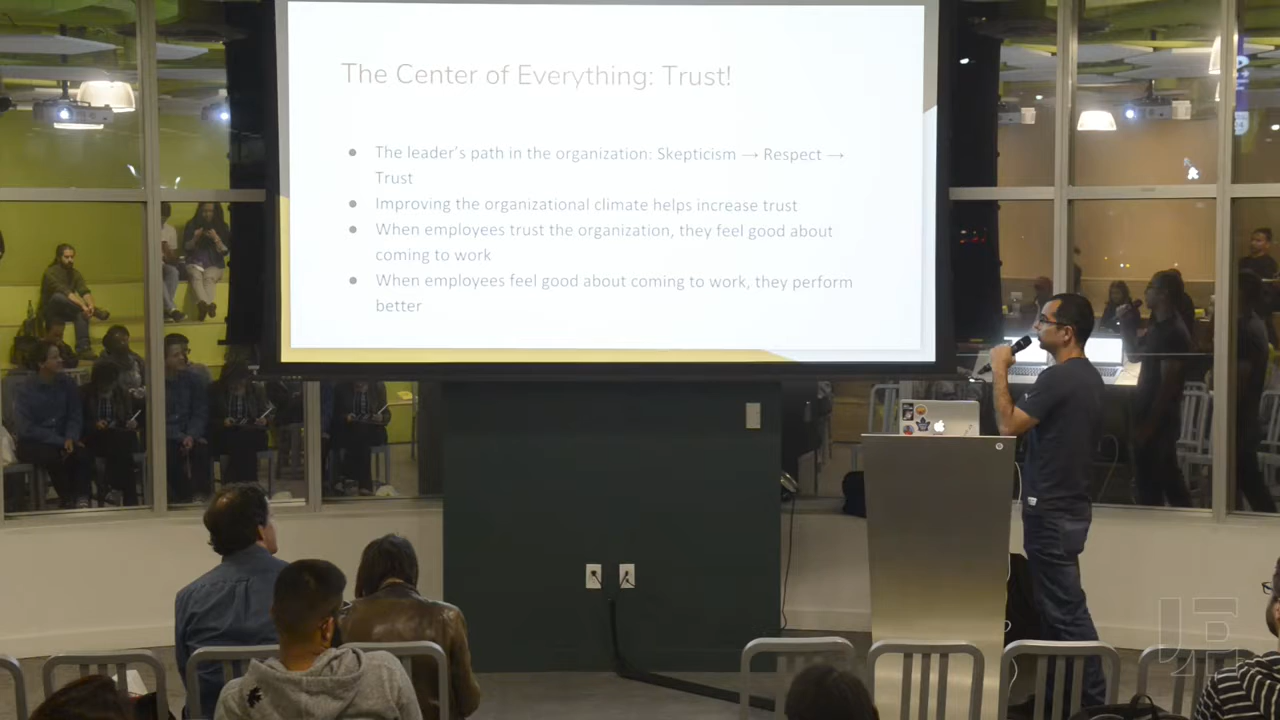 The Center of Everything: Trust!
● The leader's path in the organization: Skepticism → Respect →
Trust
● Improving the organizational climate helps increase trust
● When employees trust the organization, they feel good about
coming to work
● When employees feel good about coming to work, they perform
better